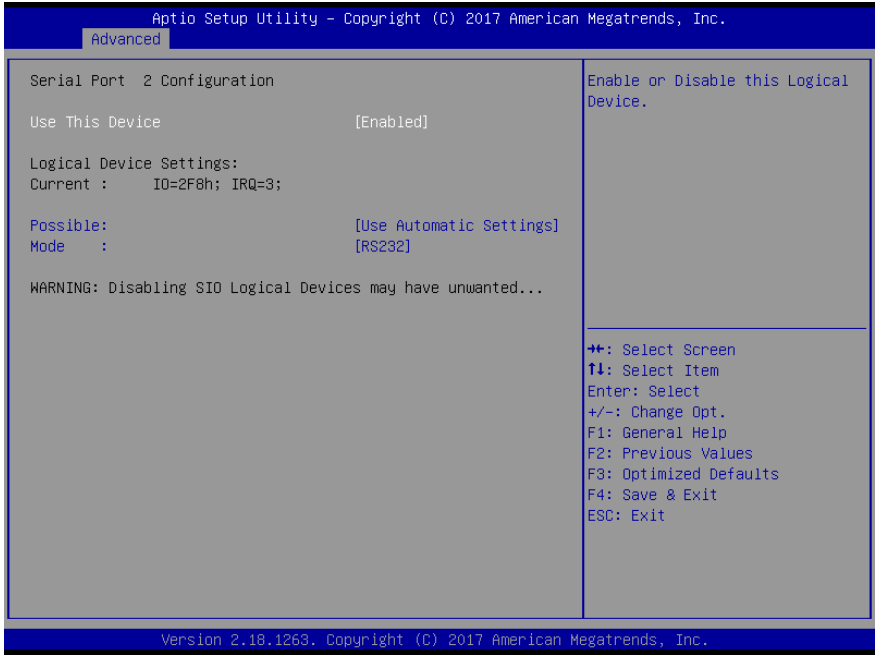 Aptio Setup Utility – Copyright (C) 2017 American Megatrends, Inc.
Advanced
Serial Port  2 Configuration
Use This Device [Enabled]
Logical Device Settings:
Current : IO=2F8h; IRQ=3;
Possible: [Use Automatic Settings]
Mode : [RS232]
WARNING: Disabling SIO Logical Devices may have unwanted...
Enable or Disable this Logical
Device.
→←: Select Screen
↑↓: Select Item
Enter: Select
+/-: Change Opt.
F1: General Help
F2: Previous Values
F3: Optimized Defaults
F4: Save & Exit
ESC: Exit
Version 2.18.1263. Copyright (C) 2017 American Megatrends, Inc.